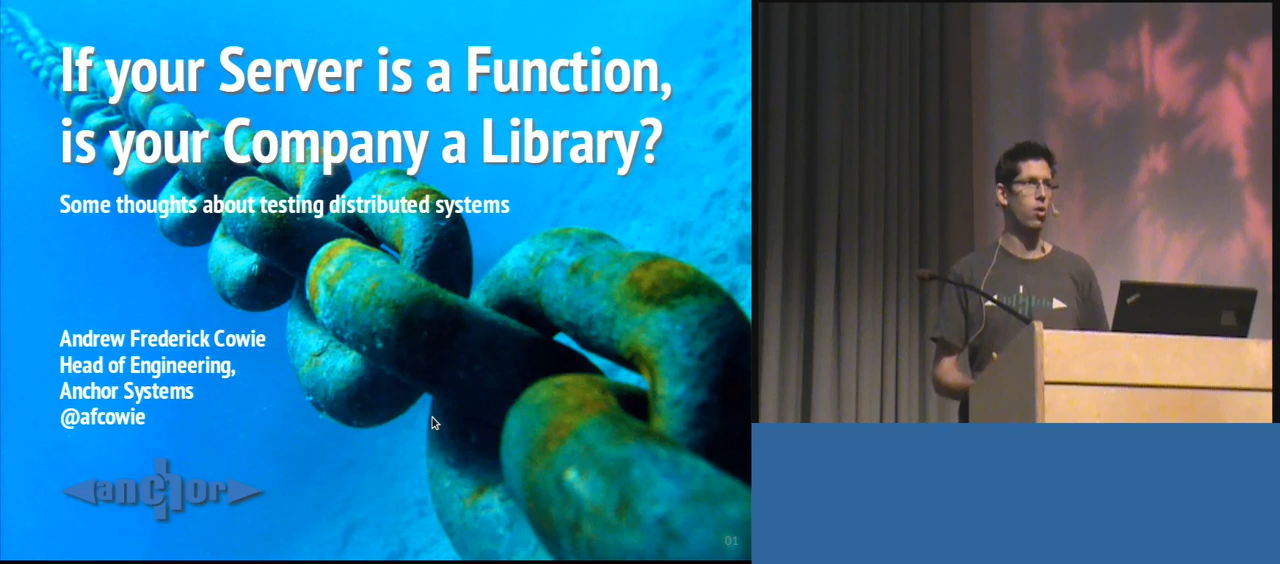 If your Server is a Function,
is your Company a Library?
Some thoughts about testing distributed systems
Andrew Frederick Cowie
Head of Engineering,
Anchor Systems
@afcowie
anchor
01